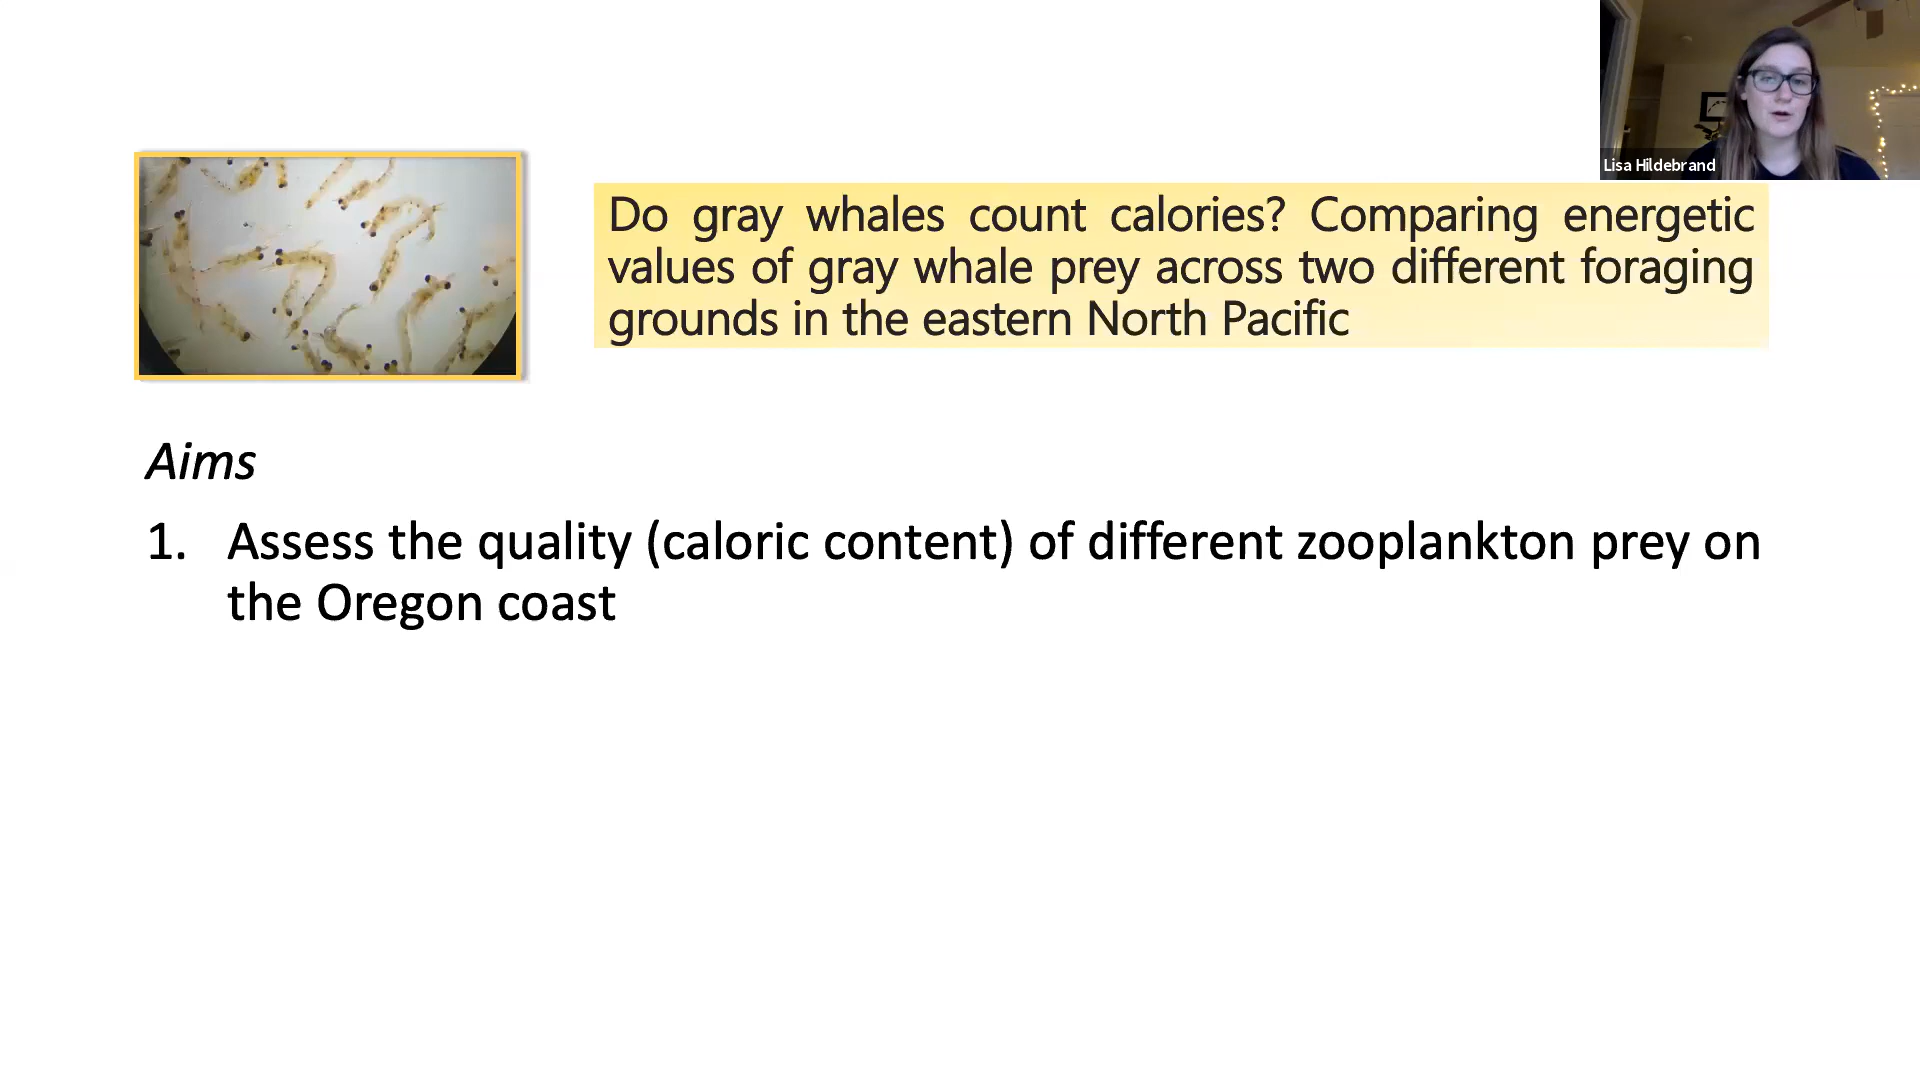 Lisa Hildebrand
Do gray whales count calories? Comparing energetic
values of gray whale prey across two different foraging
grounds in the eastern North Pacific
Aims
1. Assess the quality (caloric content) of different zooplankton prey on
the Oregon coast